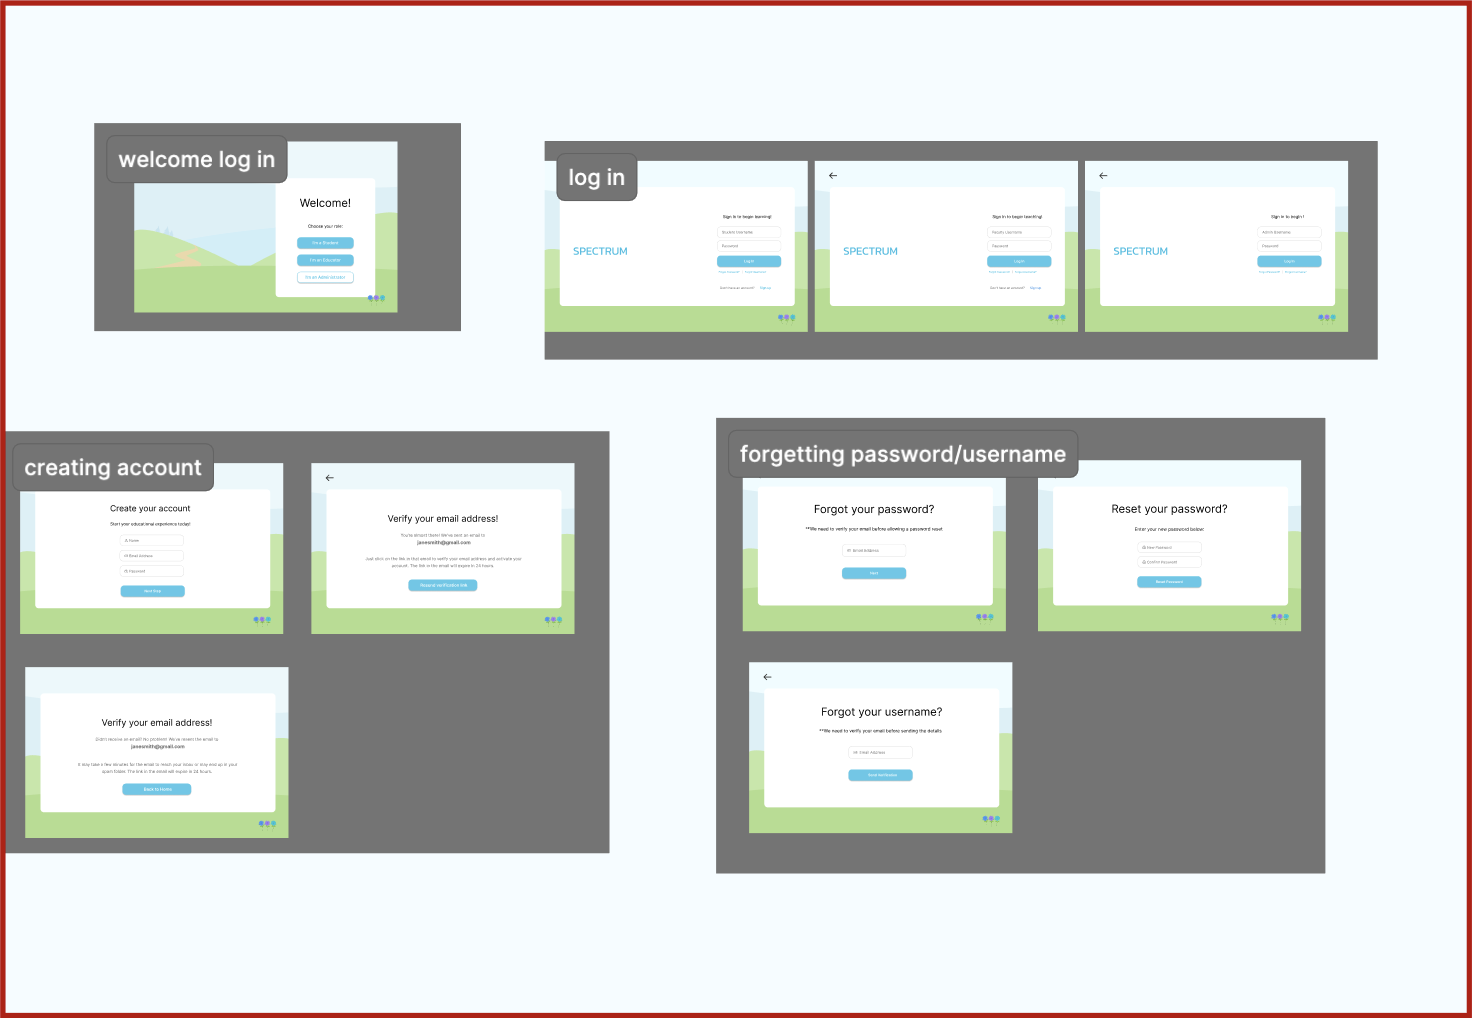 welcome log in
Welcome!
Choose your role:
I'm a Student
I'm an Educator
I'm an Administrator
log in
SPECTRUM
Sign in to begin learning!
Student Username
Password
Log In
Forgot Password? | Forgot Username?
Don't have an account? Sign up
SPECTRUM
Sign in to begin teaching!
Faculty Username
Password
Log In
Forgot Password? | Forgot Username?
Don't have an account? Sign up
SPECTRUM
Sign in to begin !
Admin Username
Password
Log In
Forgot Password? | Forgot Username?
creating account
Create your account
Start your educational experience today!
Name
Email Address
Password
Next Step
Verify your email address!
You're almost there! We've sent an email to
janesmith@gmail.com
Just click on the link in that email to verify your email address and activate your
account. The link in the email will expire in 24 hours.
Resend Verification link
Verify your email address!
Didn't receive an email? No problem! We've resent the email to
janesmith@gmail.com
It may take a few minutes for the email to reach your inbox or may end up in your
spam folder. The link in the email will expire in 24 hours.
Back to Home
forgetting password/username
Forgot your password?
**We need to verify your email before allowing a password reset
Email Address
Next
Reset your password?
Enter your new password below:
New Password
Confirm Password
Reset Password
Forgot your username?
**We need to verify your email before sending the details
Email Address
Send Verification